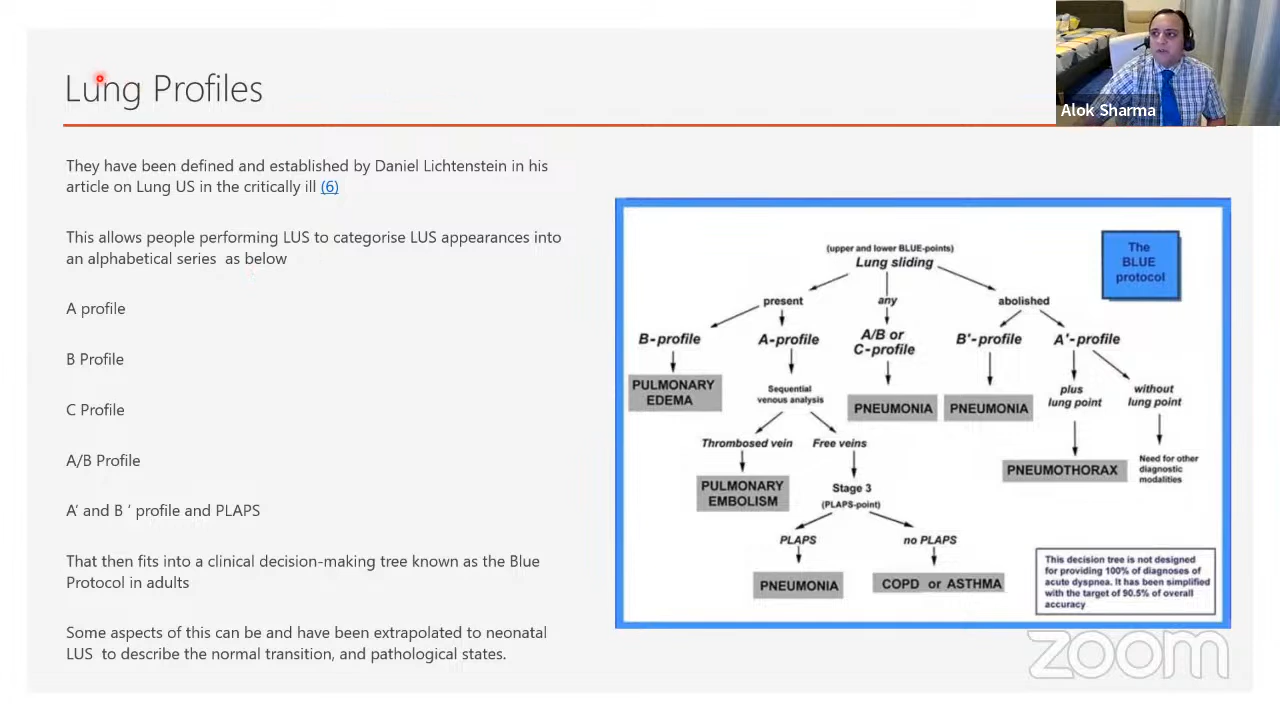 Lung Profiles
Alok Sharma
They have been defined and established by Daniel Lichtenstein in his
article on Lung US in the critically ill (6)
This allows people performing LUS to categorise LUS appearances into
an alphabetical series  as below
A profile
B Profile
C Profile
A/B Profile
A’ and B ‘ profile and PLAPS
That then fits into a clinical decision-making tree known as the Blue
Protocol in adults
Some aspects of this can be and have been extrapolated to neonatal
LUS  to describe the normal transition, and pathological states.
The
BLUE
protocol
(upper and lower BLUE-points)
Lung sliding
present
any
abolished
B-profile
A-profile
A/B or
C-profile
B'-profile
A'-profile
PULMONARY
EDEMA
Sequential
venous analysis
PNEUMONIA
PNEUMONIA
plus
lung point
without
lung point
Thrombosed vein
Free veins
PNEUMOTHORAX
Need for other
diagnostic
modalities
PULMONARY
EMBOLISM
Stage 3
(PLAPS-point)
PLAPS
no PLAPS
PNEUMONIA
COPD or ASTHMA
This decision tree is not designed
for providing 100% of diagnoses of
acute dyspnea. It has been simplified
with the target of 90.5% of overall
accuracy
zoom